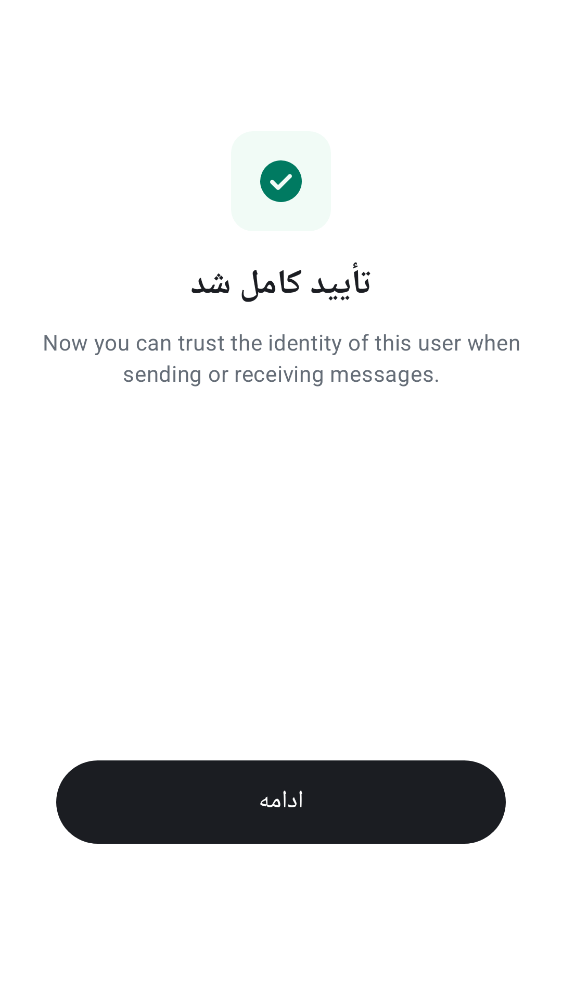 تأیید کامل شد
Now you can trust the identity of this user when
sending or receiving messages.
ادامه